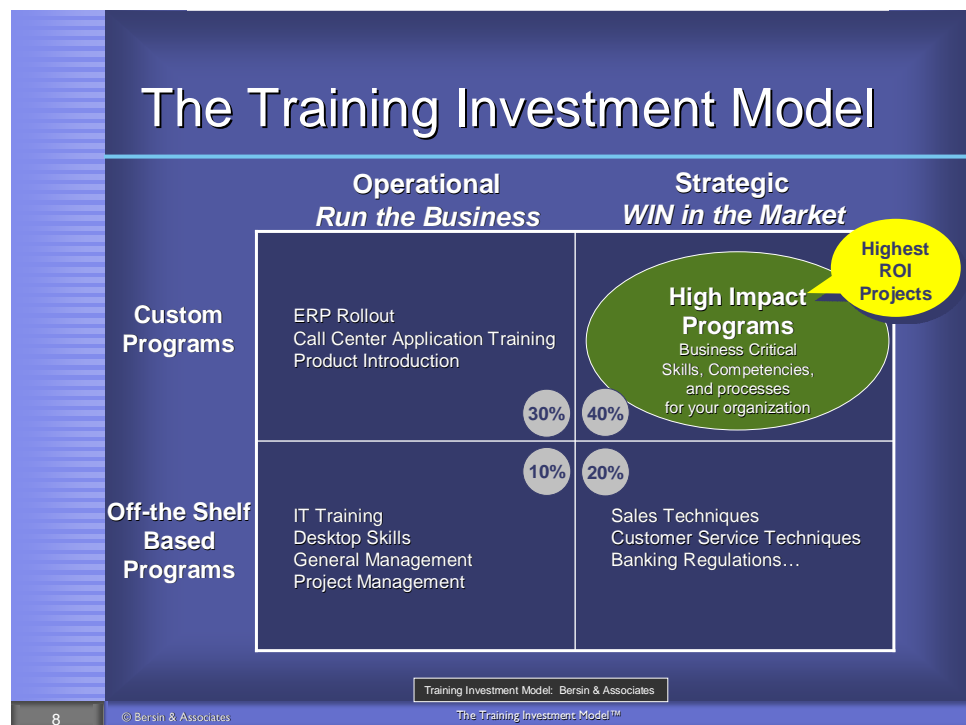 The Training Investment Model
Operational
Run the Business
Strategic
WIN in the Market
Highest
ROI
Projects
Custom
Programs
ERP Rollout
Call Center Application Training
Product Introduction
High Impact
Programs
Business Critical
Skills, Competencies,
and processes
for your organization
30%
40%
10%
20%
Off-the Shelf
Based
Programs
IT Training
Desktop Skills
General Management
Project Management
Sales Techniques
Customer Service Techniques
Banking Regulations…
Training Investment Model: Bersin & Associates
8
© Bersin & Associates
The Training Investment Model™